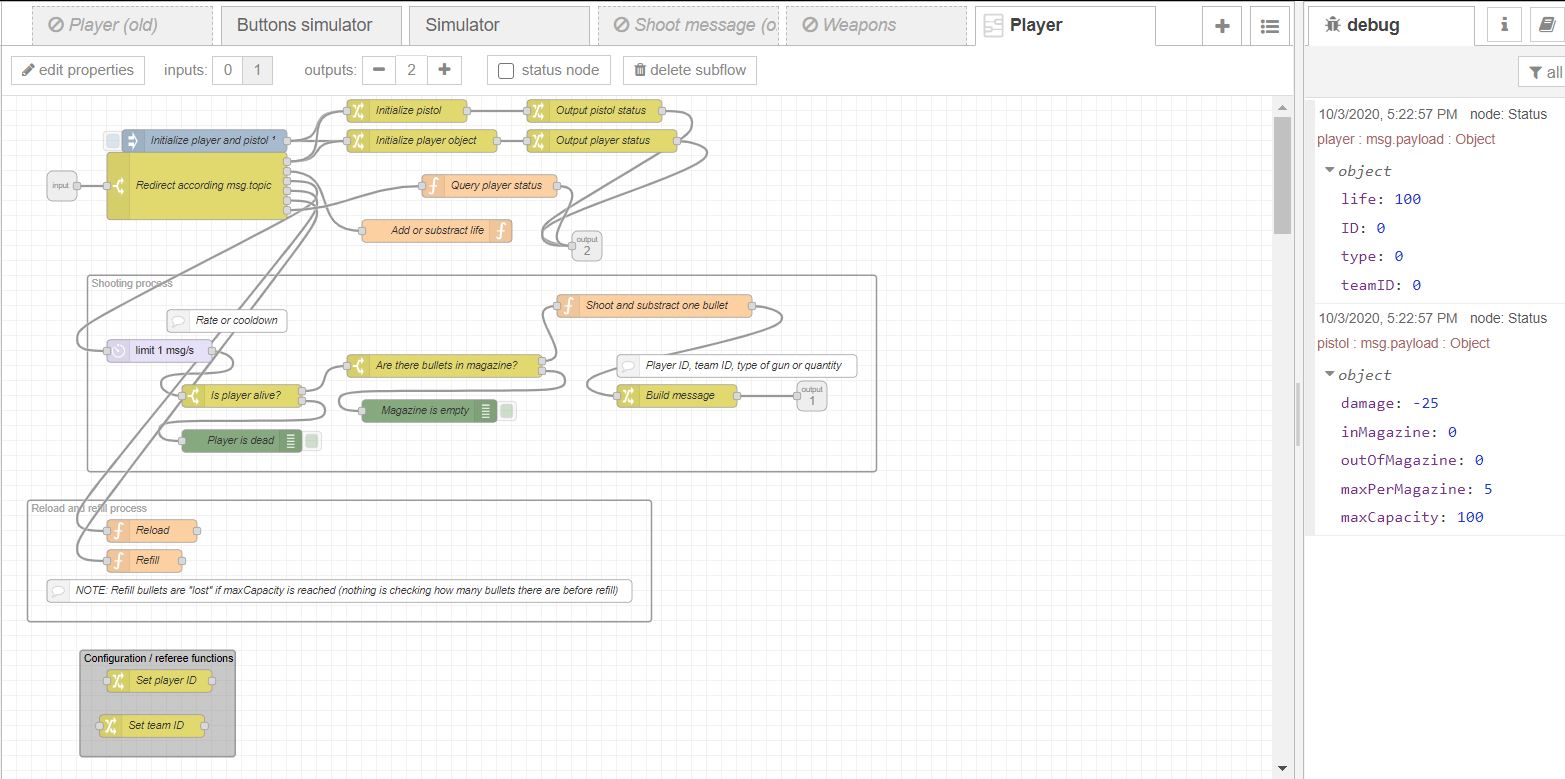 Player (old)
Buttons simulator
Simulator
Shoot message (o
Weapons
Player
debug
i
edit properties
inputs: 0 1
outputs: 2
status node
delete subflow
all
Initialize pistol
Output pistol status
Initialize player and pistol ¹
Initialize player object
Output player status
input
Redirect according msg.topic
Query player status
Add or substract life
output
2
Shooting process
Shoot and substract one bullet
Rate or cooldown
limit 1 msg/s
Are there bullets in magazine?
Player ID, team ID, type of gun or quantity
Is player alive?
Build message
output
1
Magazine is empty
Player is dead
Reload and refill process
Reload
Refill
NOTE: Refill bullets are "lost" if maxCapacity is reached (nothing is checking how many bullets there are before refill)
Configuration / referee functions
Set player ID
Set team ID
10/3/2020, 5:22:57 PM node: Status
player : msg.payload : Object
object
life: 100
ID: 0
type: 0
teamID: 0
10/3/2020, 5:22:57 PM node: Status
pistol : msg.payload : Object
object
damage: -25
inMagazine: 0
outOfMagazine: 0
maxPerMagazine: 5
maxCapacity: 100